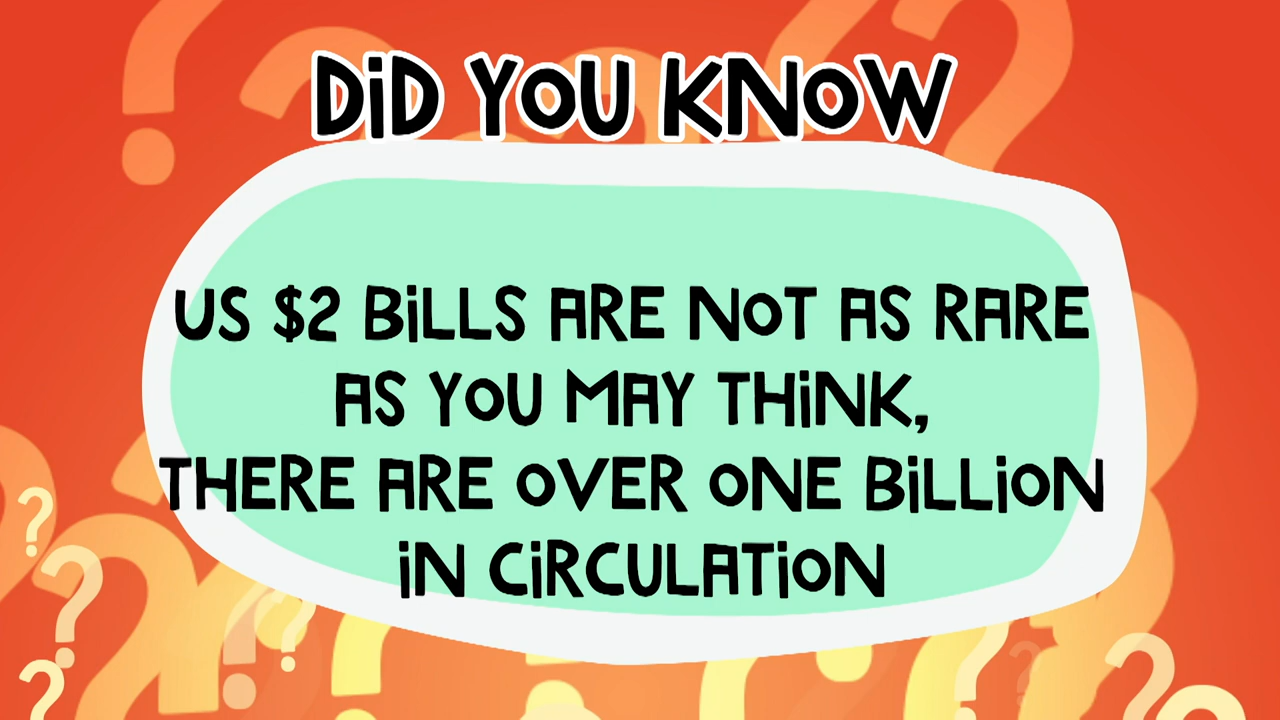 DiD YOU KNOW
US $2 BiLLS ARE NOT AS RARE
AS YOU MAY THiNK,
THERE ARE OVER ONE BiLLiON
iN CiRCULATiON